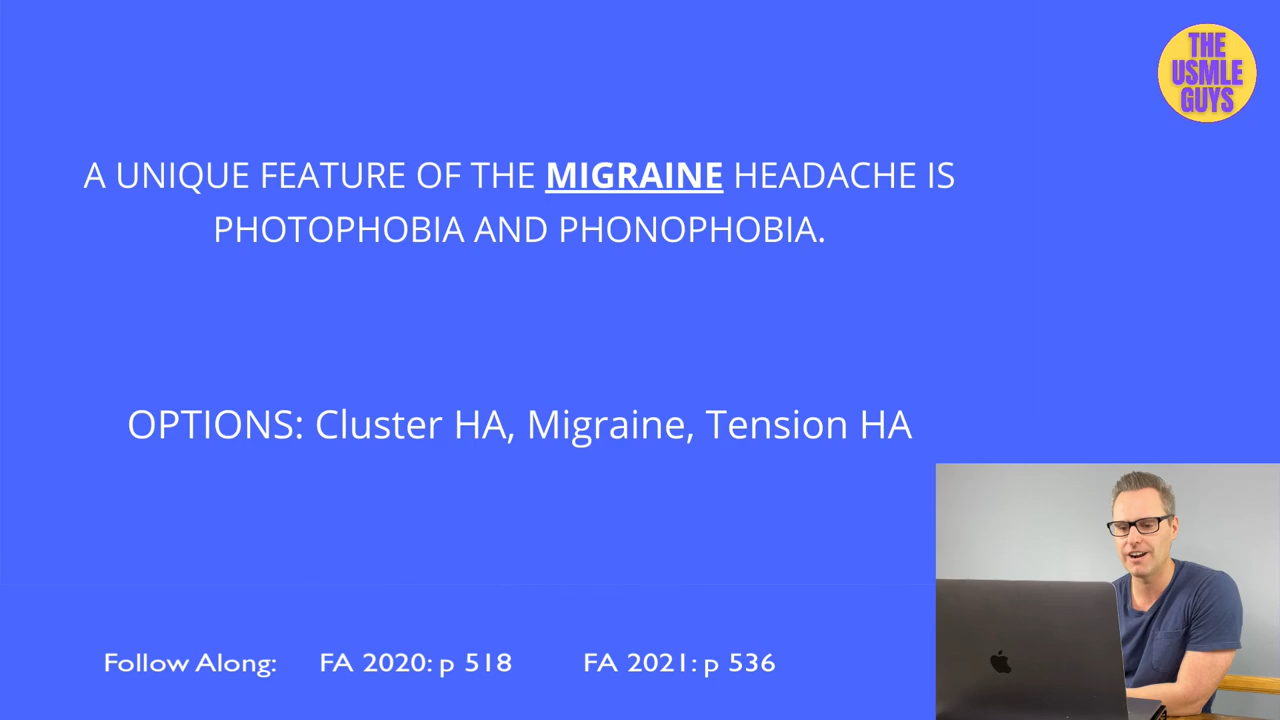 THE
USMLE
GUYS
A UNIQUE FEATURE OF THE MIGRAINE HEADACHE IS
PHOTOPHOBIA AND PHONOPHOBIA.
OPTIONS: Cluster HA, Migraine, Tension HA
Follow Along: FA 2020: p 518 FA 2021: p 536